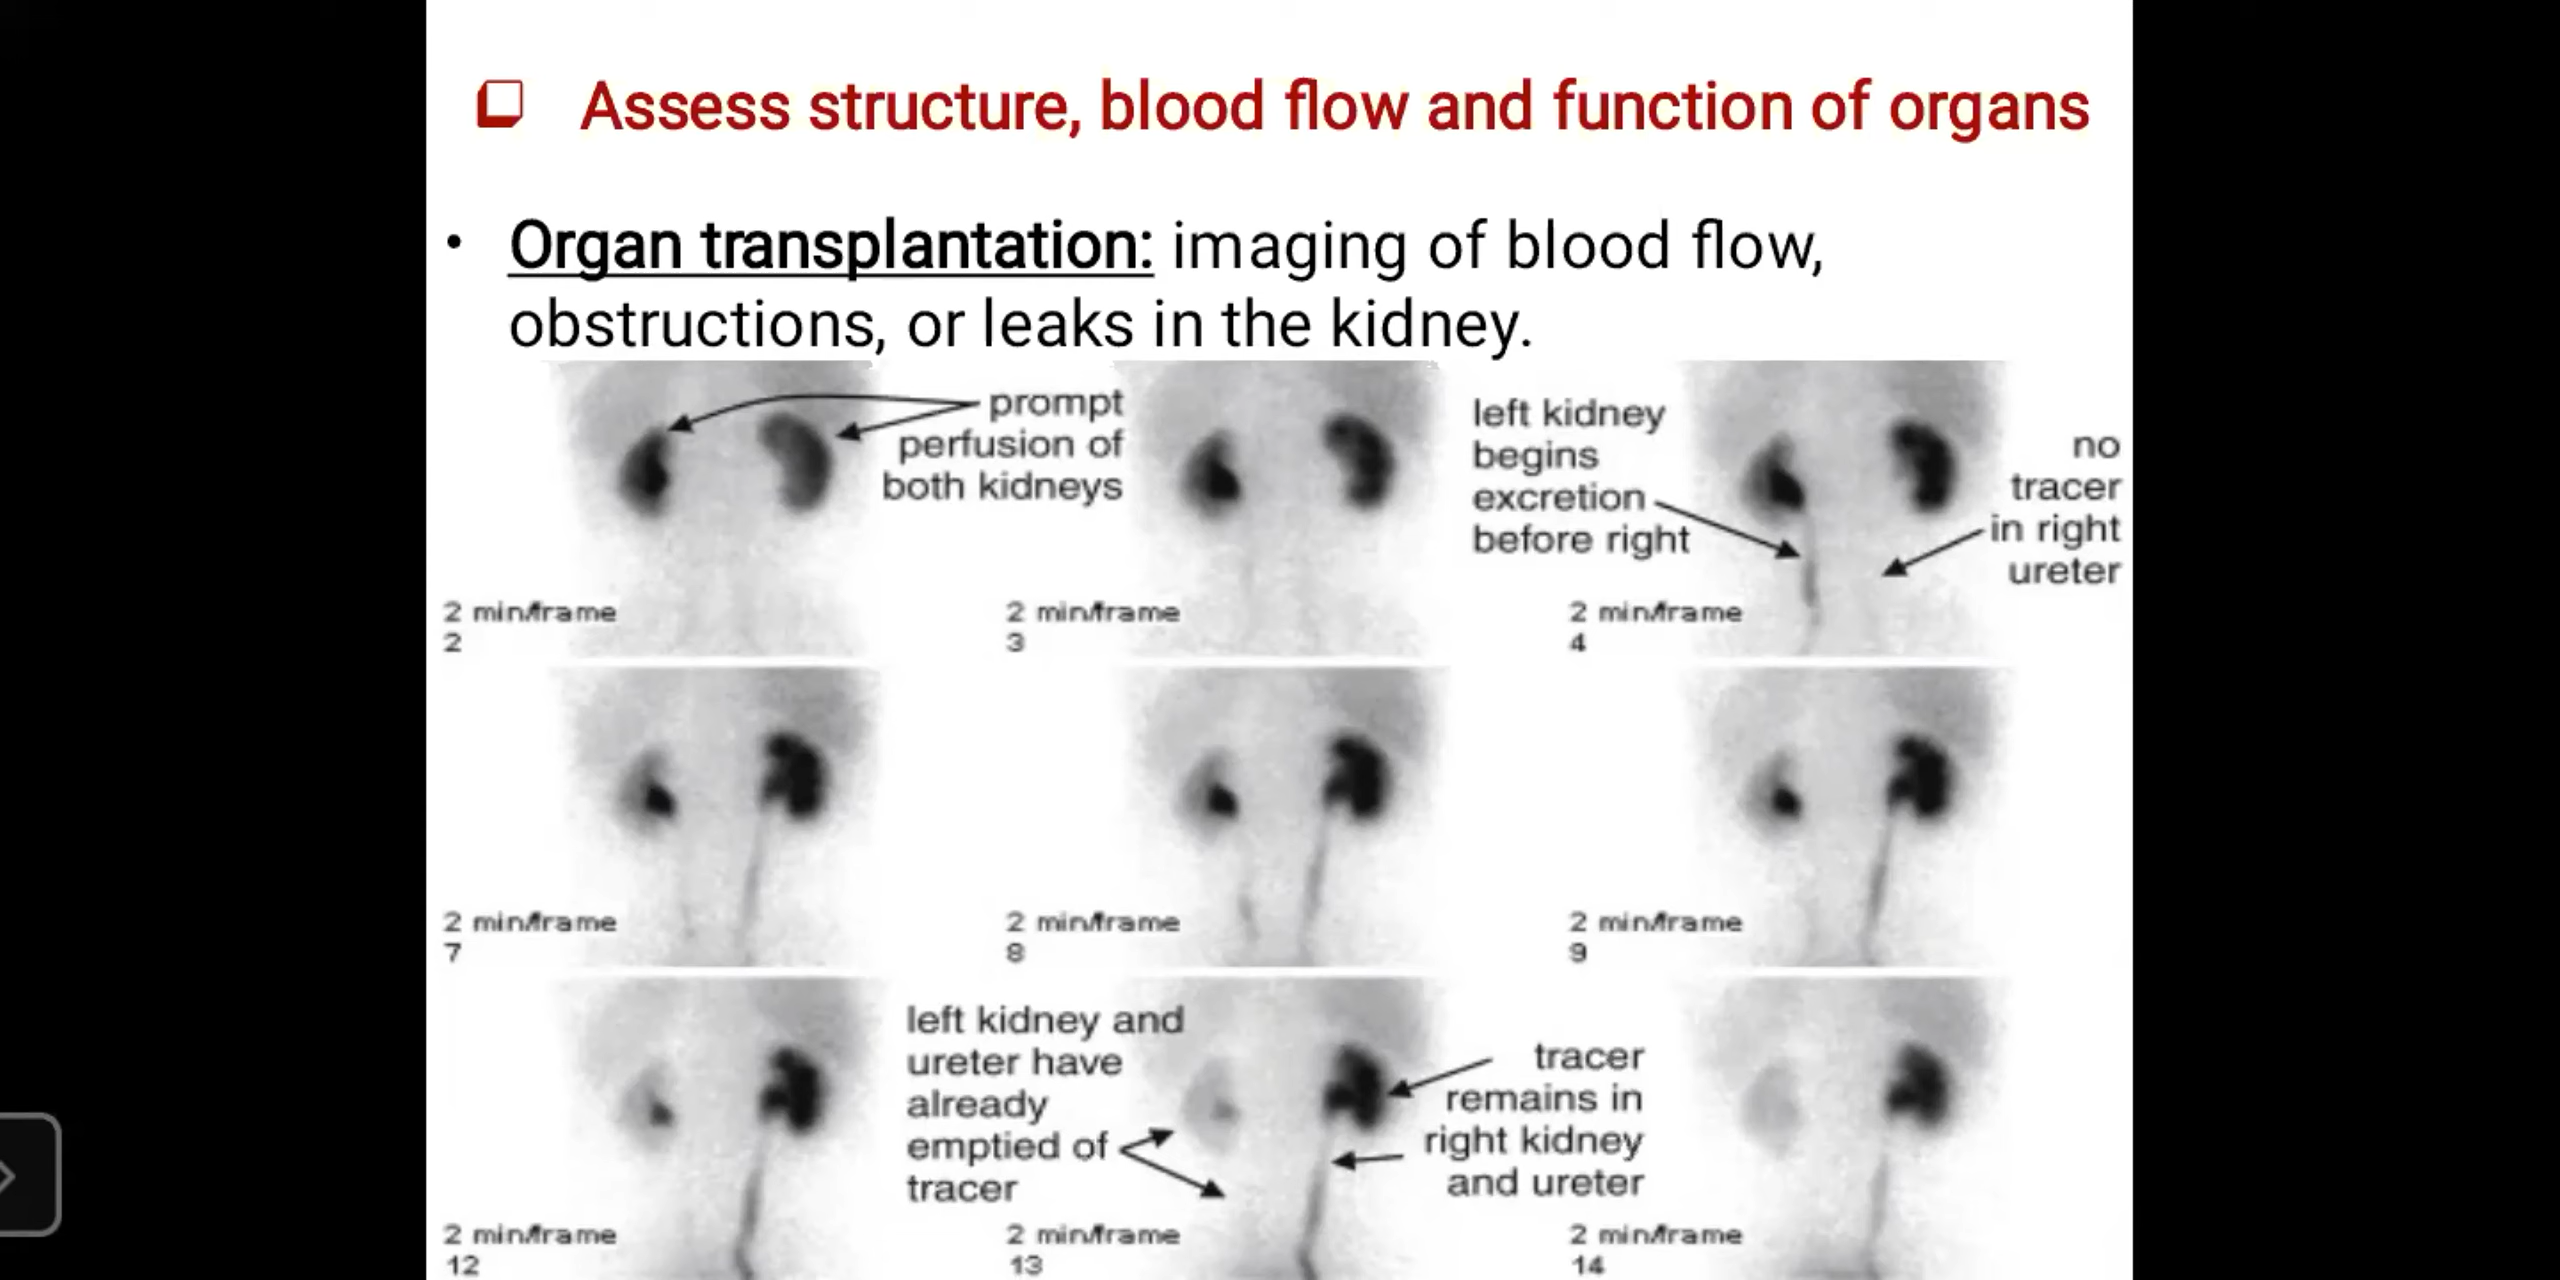 Assess structure, blood flow and function of organs
• Organ transplantation: imaging of blood flow,
obstructions, or leaks in the kidney.
prompt
perfusion of
both kidneys
2 min/frame
2
2 min/frame
3
left kidney
begins
excretion
before right
no
tracer
in right
ureter
2 min/frame
4
2 min/frame
7
2 min/frame
8
2 min/frame
9
2 min/frame
12
left kidney and
ureter have
already
emptied of
tracer
2 min/frame
13
tracer
remains in
right kidney
and ureter
2 min/frame
14